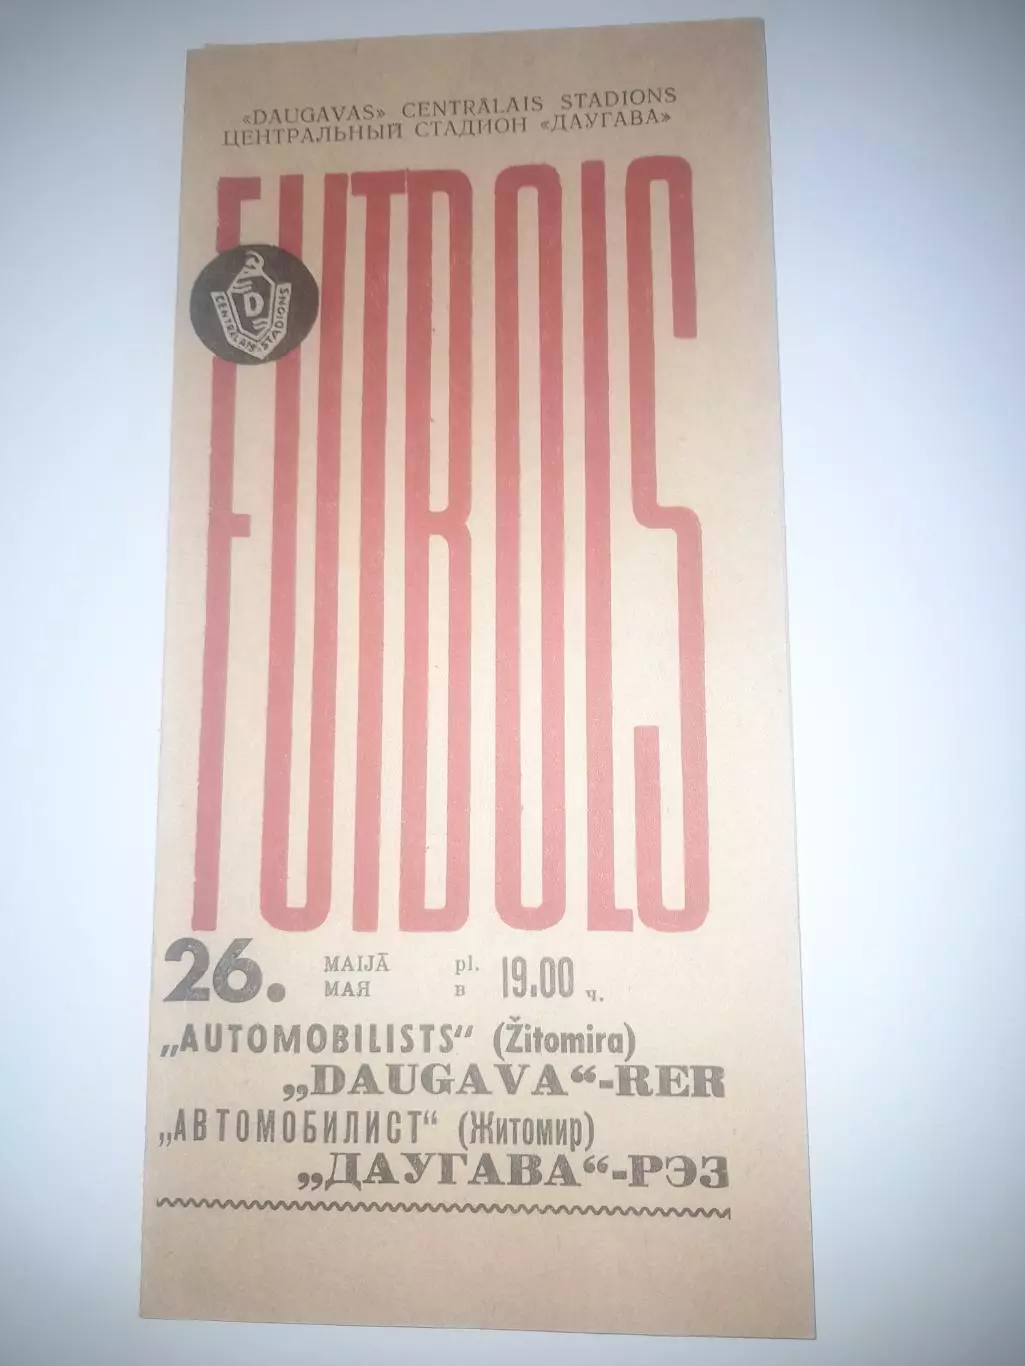 «DAUGAVAS» CENTRĀLAIS STADIONS
ЦЕНТРАЛЬНЫЙ СТАДИОН «ДАУГАВА»
FUTBOLS
D
CENTRĀLAIS STADIONS
26. MAIJĀ pl. 19.00
МАЯ в ч.
„AUTOMOBILISTS“ (Žitomira)
„DAUGAVA“-RER
„АВТОМОБИЛИСТ“ (Житомир)
„ДАУГАВА“-РЭЗ